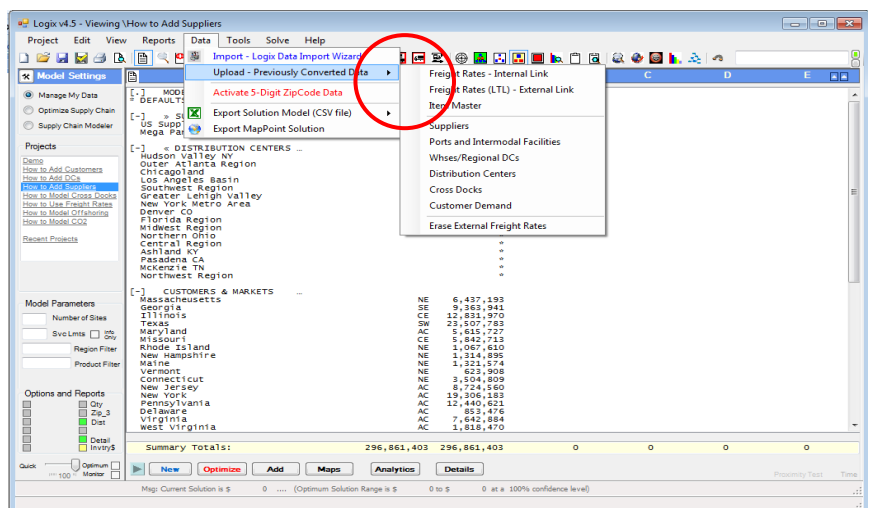 Logix v4.5 - Viewing \How to Add Suppliers
Project Edit View Reports Data Tools Solve Help
Import - Logix Data Import Wizard
Upload - Previously Converted Data
Activate 5-Digit ZipCode Data
Export Solution Model (CSV file)
Export MapPoint Solution
Freight Rates - Internal Link
Freight Rates (LTL) - External Link
Item Master
Suppliers
Ports and Intermodal Facilities
Whses/Regional DCs
Distribution Centers
Cross Docks
Customer Demand
Erase External Freight Rates
Model Settings
C D E
Manage My Data
Optimize Supply Chain
Supply Chain Modeler
Projects
Demo
How to Add Customers
How to Add DCs
How to Add Suppliers
How to Model Cross Docks
How to Use Freight Rates
How to Model Offshoring
How to Model CO2
Recent Projects
Model Parameters
Number of Sites
Svc Lmts Info Only
Region Filter
Product Filter
Options and Reports
Qty
Zip_3
Dist
Detail
Invtry$
Quick 100 Optimum
Monitor
[-] MODE
* DEFAULT
[-] » SU
US Supp
Mega Par
[-] « DISTRIBUTION CENTERS …
Hudson Valley NY
Outer Atlanta Region
Chicagoland
Los Angeles Basin
Southwest Region
Greater Lehigh Valley
New York Metro Area
Denver CO
Florida Region
MidWest Region
Northern Ohio
Central Region
Ashland KY
Pasadena CA
McKenzie TN
Northwest Region
[-] CUSTOMERS & MARKETS …
Massacheusetts NE 6,437,193
Georgia SE 9,363,941
Illinois CE 12,831,970
Texas SW 23,507,783
Maryland AC 5,615,727
Missouri CE 5,842,713
Rhode Island NE 1,067,610
New Hampshire NE 1,314,895
Maine NE 1,321,574
Vermont NE 623,908
Connecticut NE 3,504,809
New Jersey AC 8,724,560
New York AC 19,306,183
Pennsylvania AC 12,440,621
Delaware AC 853,476
Virginia AC 7,642,884
West Virginia AC 1,818,470
Summary Totals: 296,861,403 296,861,403 0 0 0 0
New Optimize Add Maps Analytics Details
Proximity Test Time
Msg: Current Solution is $ 0 .... (Optimum Solution Range is $ 0 to $ 0 at a 100% confidence level)